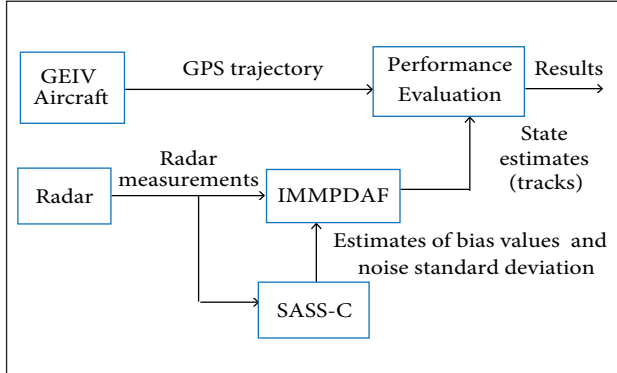 GEIV
Aircraft
GPS trajectory
Performance
Evaluation
Results
State
estimates
(tracks)
Radar
Radar
measurements
IMMPDAF
Estimates of bias values and
noise standard deviation
SASS-C